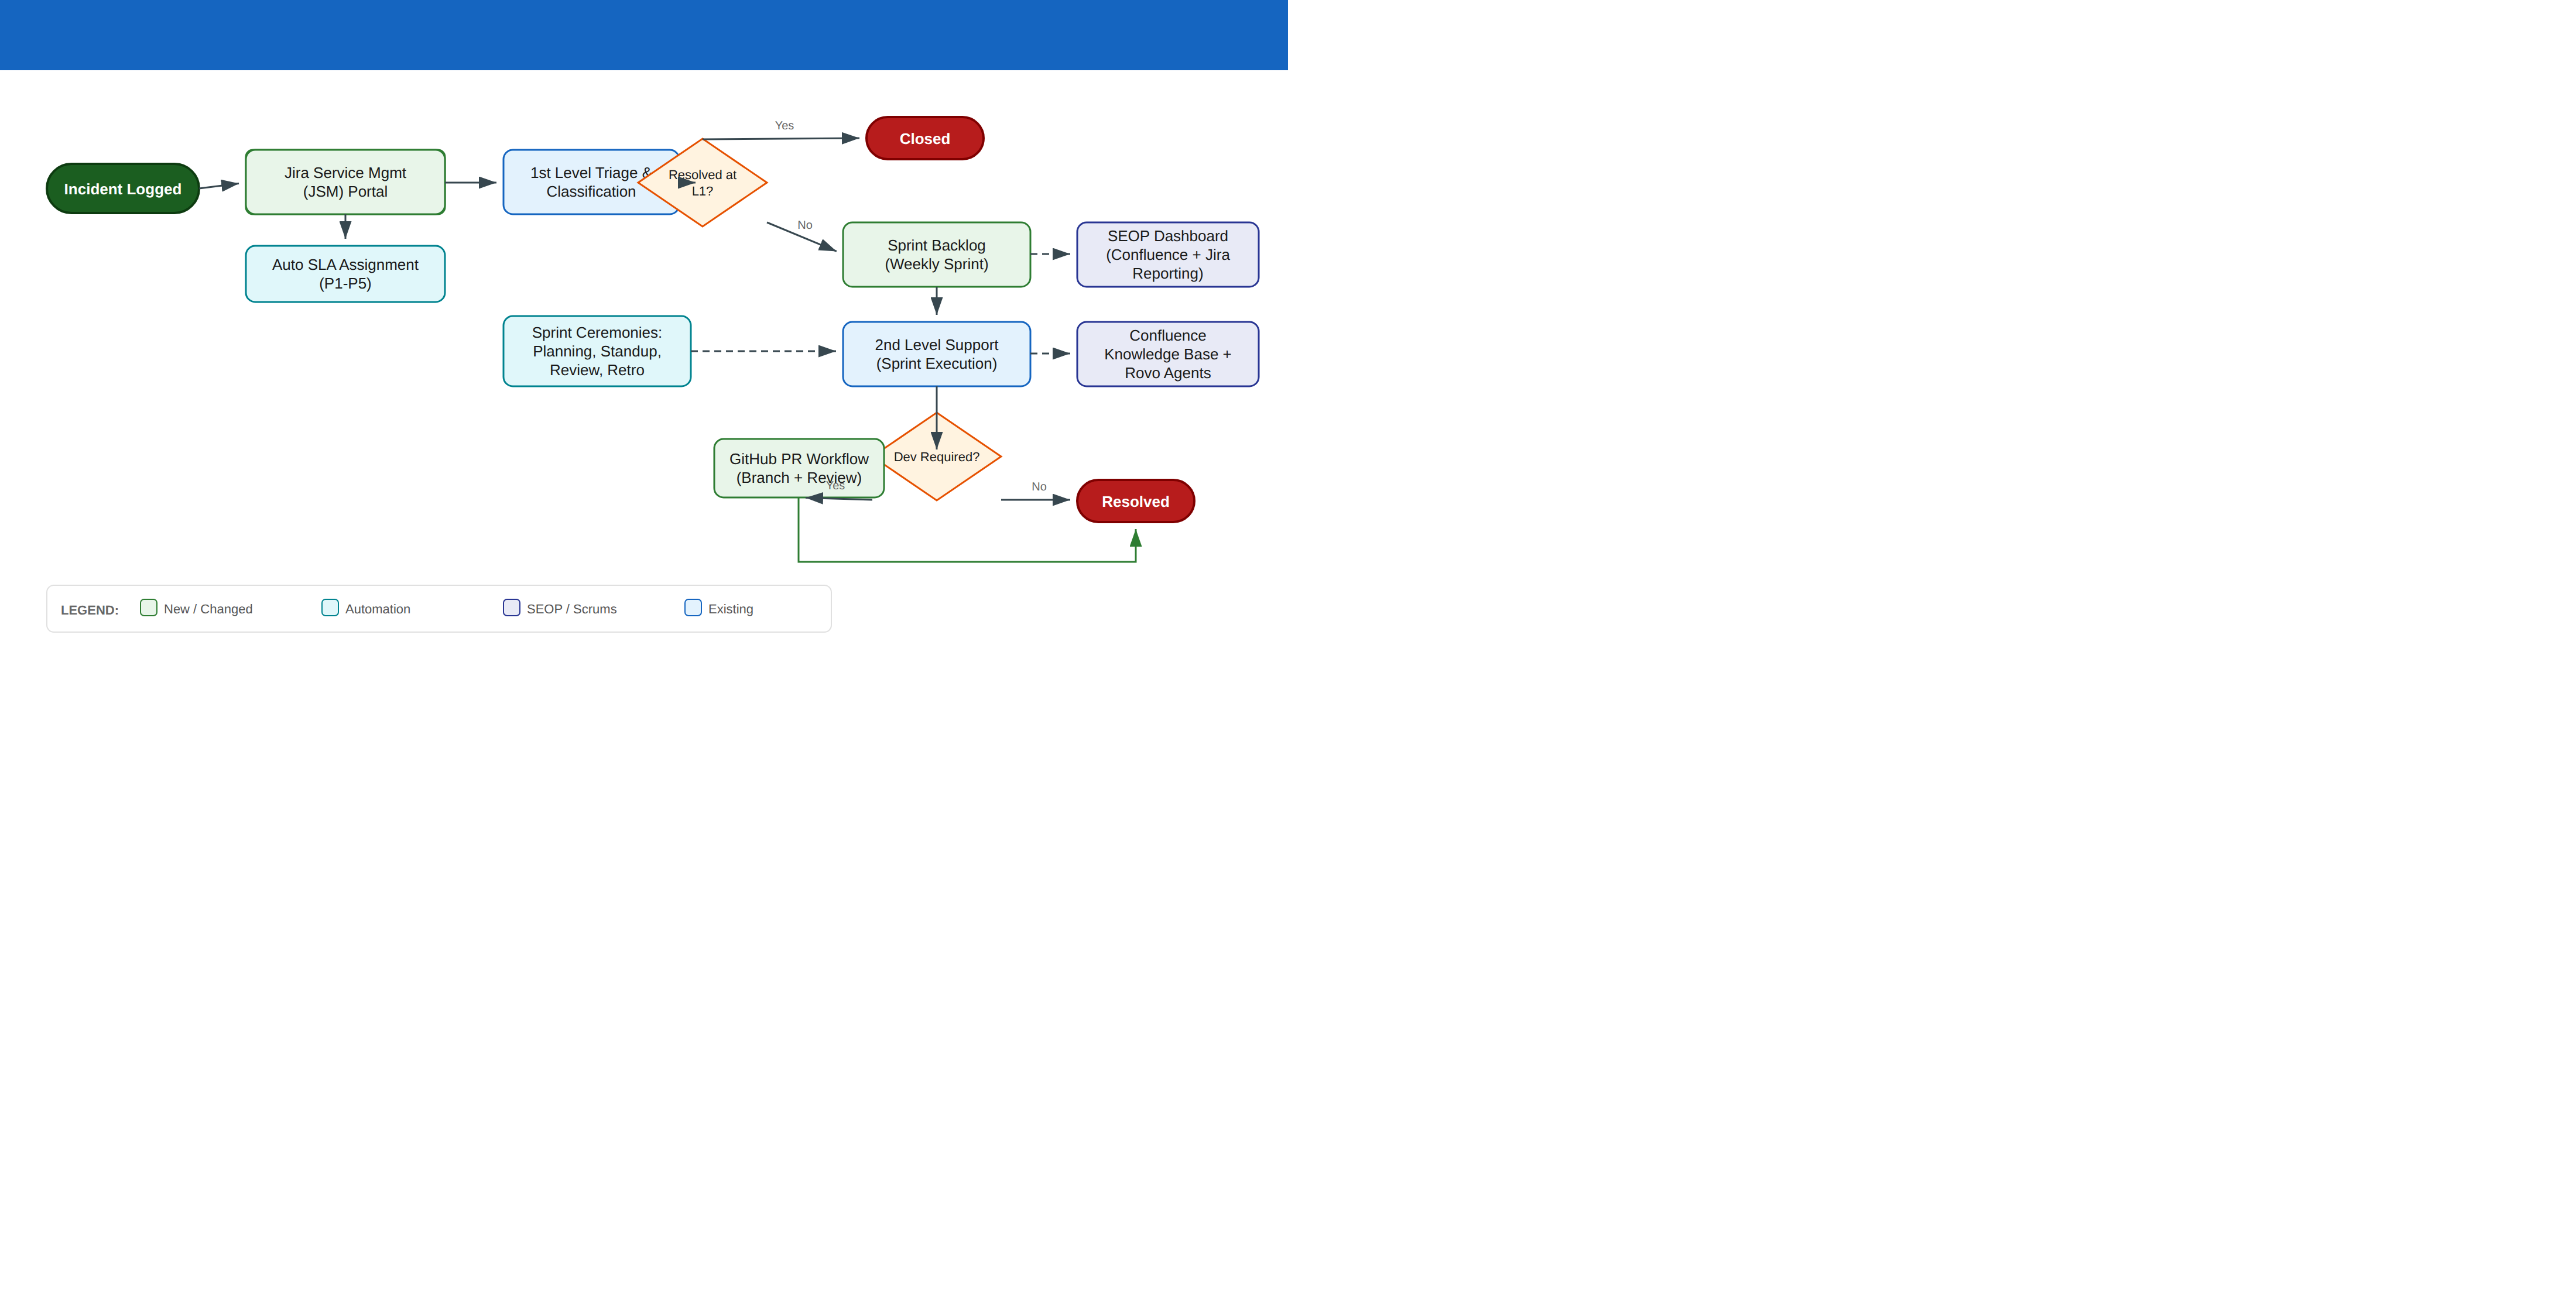 Yes
Closed
Incident Logged
Jira Service Mgmt
(JSM) Portal
1st Level Triage &
Classification
Resolved at
L1?
No
Auto SLA Assignment
(P1-P5)
Sprint Backlog
(Weekly Sprint)
SEOP Dashboard
(Confluence + Jira
Reporting)
Sprint Ceremonies:
Planning, Standup,
Review, Retro
2nd Level Support
(Sprint Execution)
Confluence
Knowledge Base +
Rovo Agents
GitHub PR Workflow
(Branch + Review)
Dev Required?
Yes
No
Resolved
LEGEND:
New / Changed
Automation
SEOP / Scrums
Existing